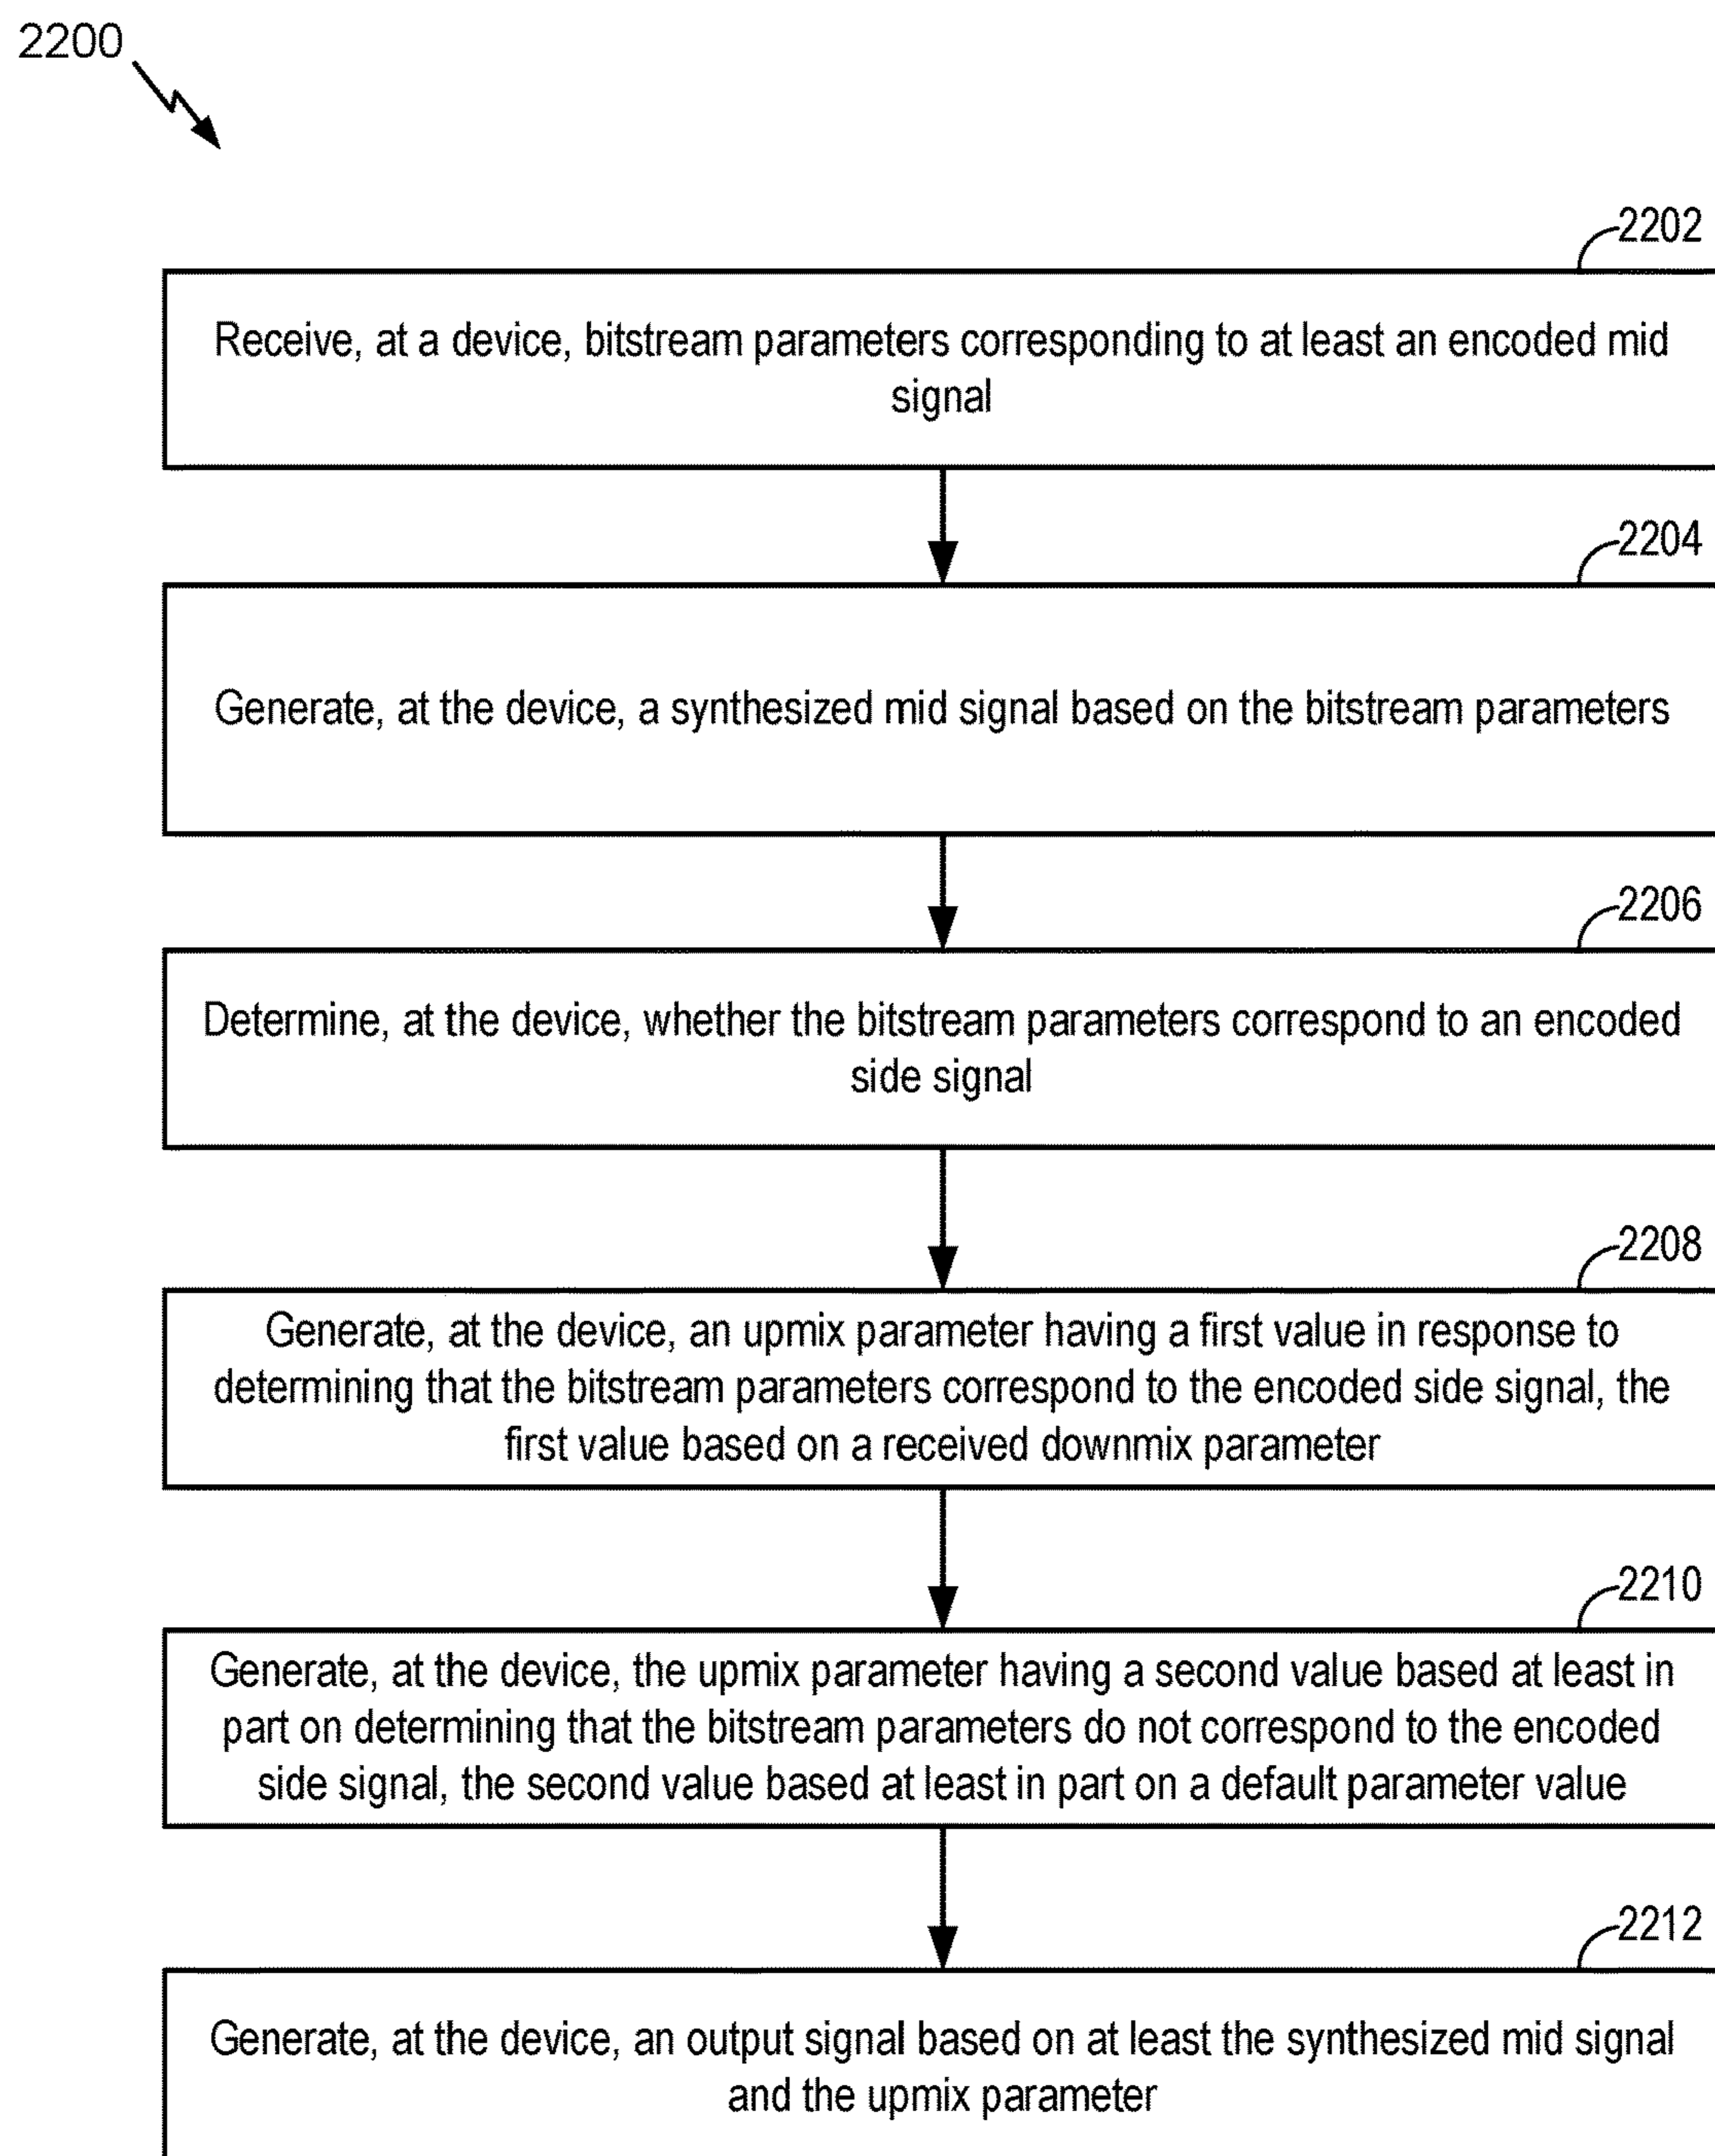 2200
2202
Receive, at a device, bitstream parameters corresponding to at least an encoded mid
signal
2204
Generate, at the device, a synthesized mid signal based on the bitstream parameters
2206
Determine, at the device, whether the bitstream parameters correspond to an encoded
side signal
2208
Generate, at the device, an upmix parameter having a first value in response to
determining that the bitstream parameters correspond to the encoded side signal, the
first value based on a received downmix parameter
2210
Generate, at the device, the upmix parameter having a second value based at least in
part on determining that the bitstream parameters do not correspond to the encoded
side signal, the second value based at least in part on a default parameter value
2212
Generate, at the device, an output signal based on at least the synthesized mid signal
and the upmix parameter